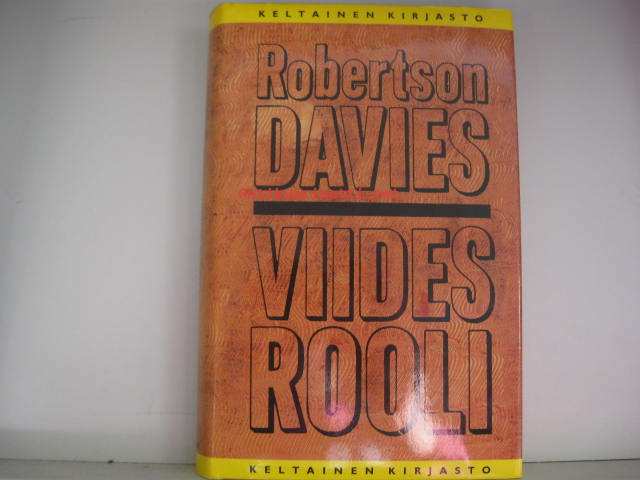 KELTAINEN KIRJASTO
Robertson
DAVIES
VIIDES
ROOLI
KELTAINEN KIRJASTO